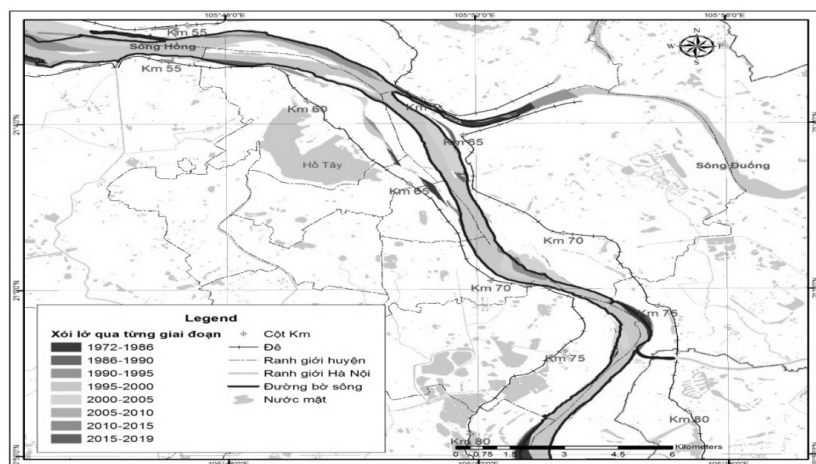 105°52'0"E
Km 55
Sông Hồng
Km 55
N
W
E
S
Km 60
Km 65
Hồ Tây
Km 65
Sông Đuống
Km 70
Km 70
Km 75
Km 75
Km 80
Km 80
21°0'0"N
Legend
Xói lở qua từng giai đoạn
1972-1986
1986-1990
1990-1995
1995-2000
2000-2005
2005-2010
2010-2015
2015-2019
Cột Km
Đê
Ranh giới huyện
Ranh giới Hà Nội
Đường bờ sông
Nước mặt
Kilometers
0 0.75 1.5 3 4.5 6